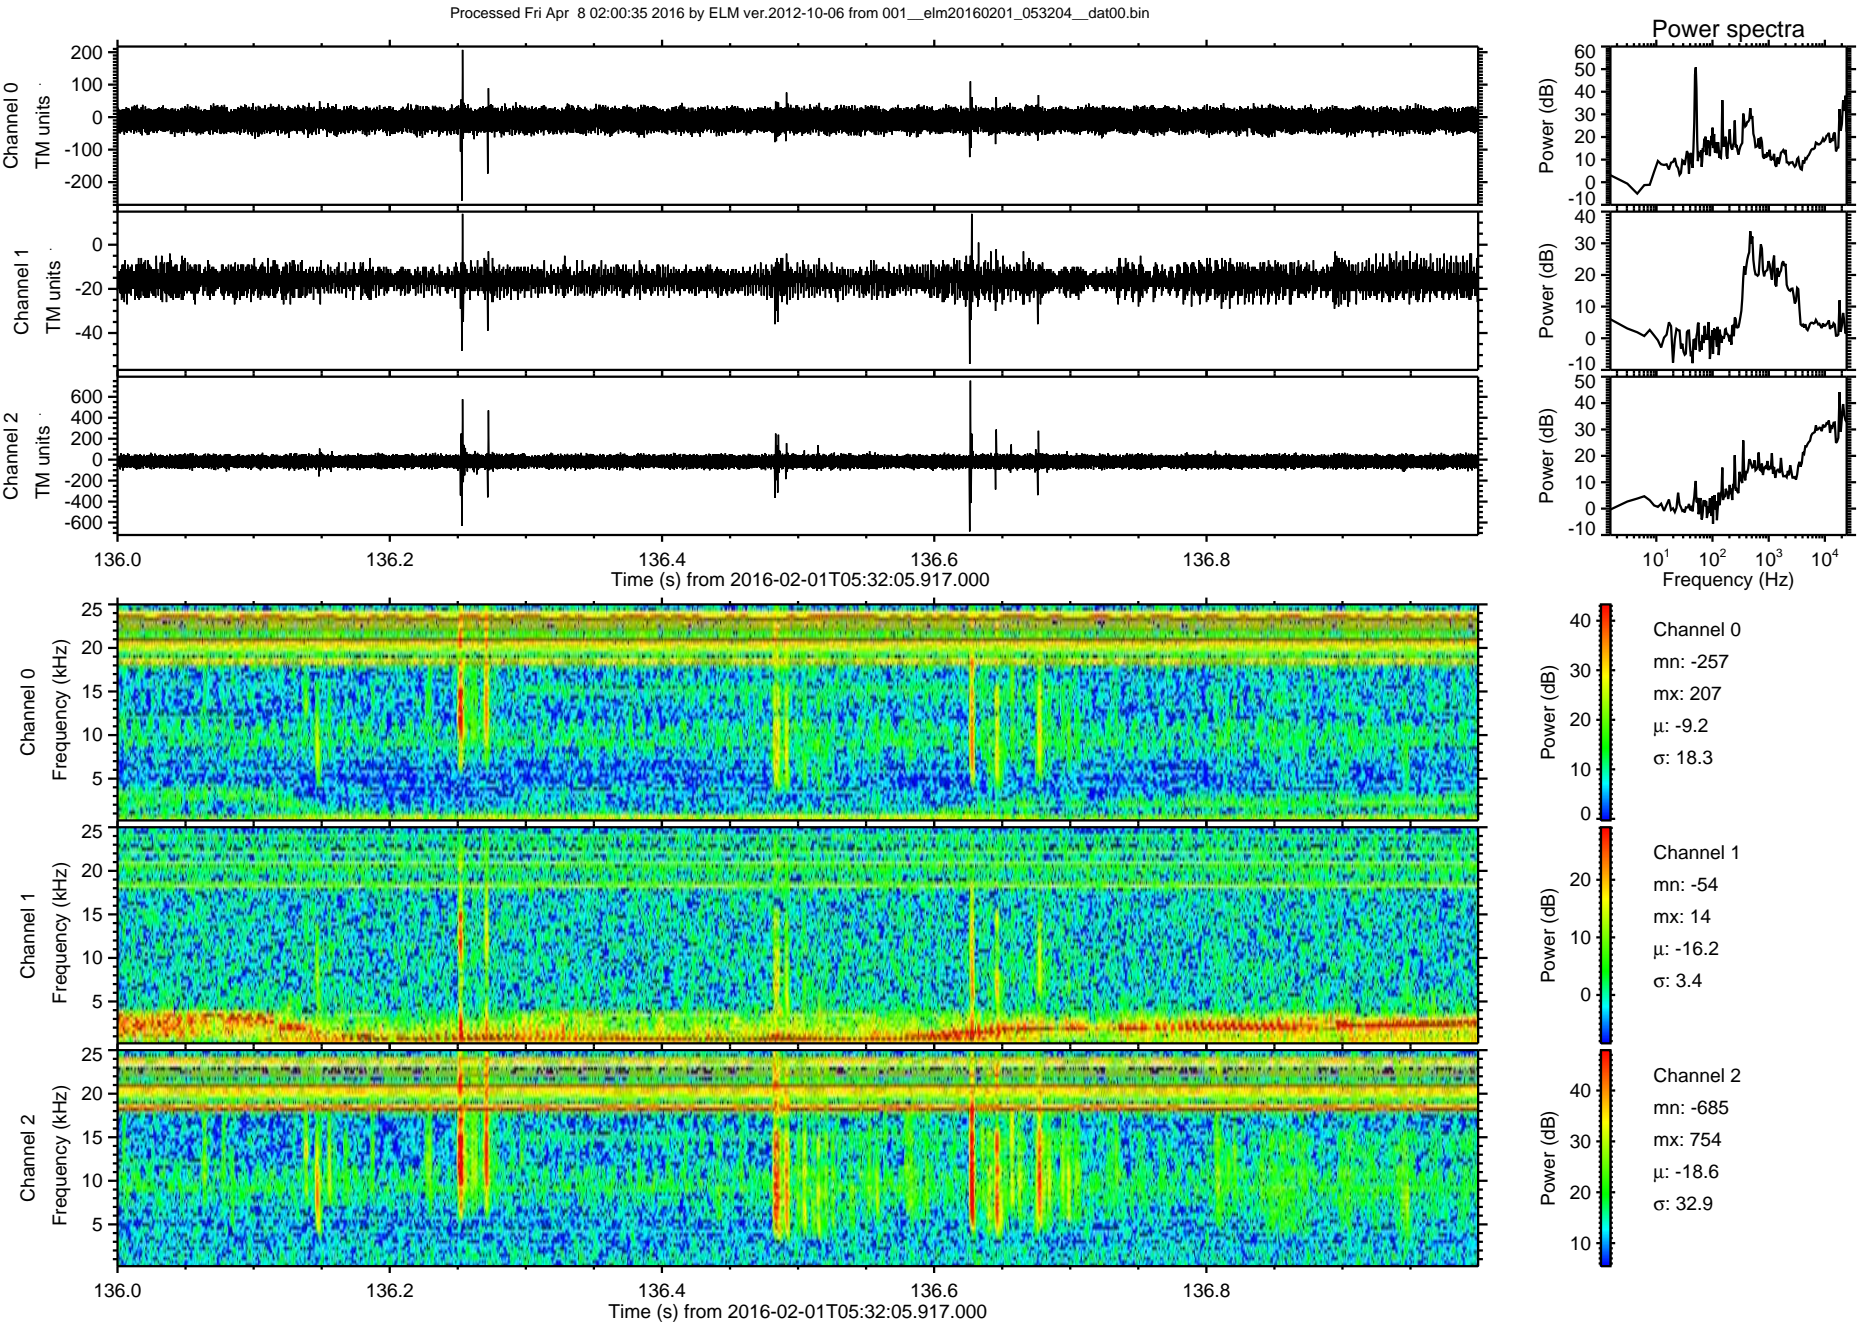 Processed Fri Apr  8 02:00:35 2016 by ELM ver.2012-10-06 from 001__elm20160201_053204__dat00.bin
Power spectra
Channel 0
TM units
200
100
0
-100
-200
Power (dB)
60
50
40
30
20
10
0
-10
Channel 1
TM units
0
-20
-40
Power (dB)
40
30
20
10
0
-10
Channel 2
TM units
600
400
200
0
-200
-400
-600
Power (dB)
50
40
30
20
10
0
-10
136.0 136.2 136.4 136.6 136.8
Time (s) from 2016-02-01T05:32:05.917.000
10^1 10^2 10^3 10^4
Frequency (Hz)
Channel 0
Frequency (kHz)
25
20
15
10
5
Power (dB)
40
30
20
10
0
Channel 0
mn: -257
mx: 207
μ: -9.2
σ: 18.3
Channel 1
Frequency (kHz)
25
20
15
10
5
Power (dB)
20
10
0
Channel 1
mn: -54
mx: 14
μ: -16.2
σ: 3.4
Channel 2
Frequency (kHz)
25
20
15
10
5
Power (dB)
40
30
20
10
Channel 2
mn: -685
mx: 754
μ: -18.6
σ: 32.9
136.0 136.2 136.4 136.6 136.8
Time (s) from 2016-02-01T05:32:05.917.000